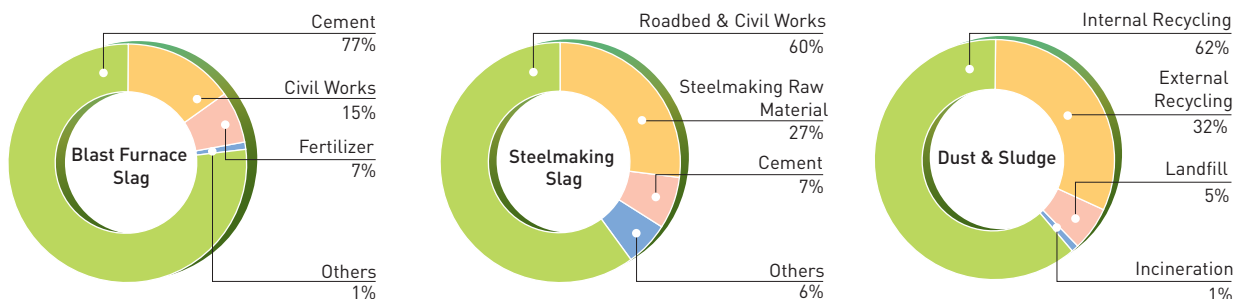 Cement
77%
Civil Works
15%
Fertilizer
7%
Others
1%
Blast Furnace
Slag
Roadbed & Civil Works
60%
Steelmaking Raw
Material
27%
Cement
7%
Others
6%
Steelmaking
Slag
Internal Recycling
62%
External
Recycling
32%
Landfill
5%
Incineration
1%
Dust & Sludge